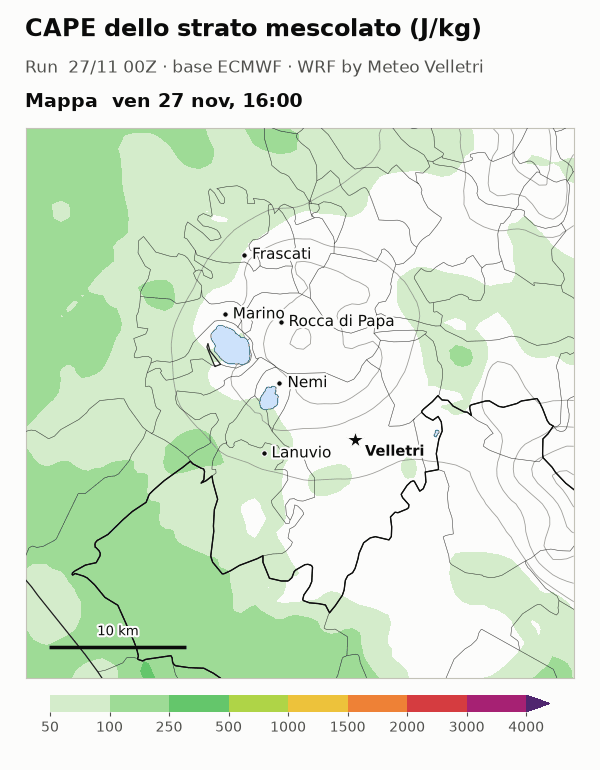 CAPE dello strato mescolato (J/kg)
Run  27/11 00Z · base ECMWF · WRF by Meteo Velletri
Mappa  ven 27 nov, 16:00
Frascati
Marino
Rocca di Papa
Nemi
Velletri
Lanuvio
10 km
50 100 250 500 1000 1500 2000 3000 4000